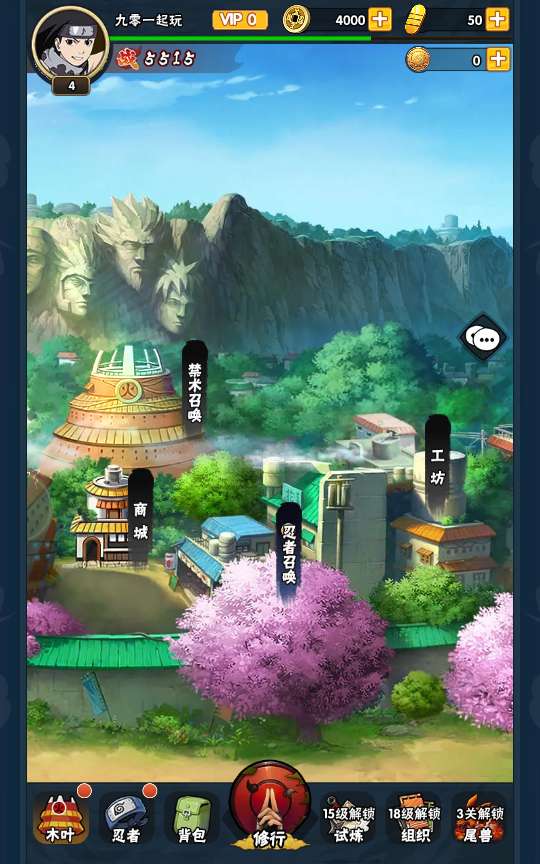 九零一起玩
VIP 0
4000
50
战 5515
0
4
禁术召唤
工坊
商城
忍者召唤
火
木叶
忍者
背包
修行
15级解锁
试炼
18级解锁
组织
3关解锁
尾兽